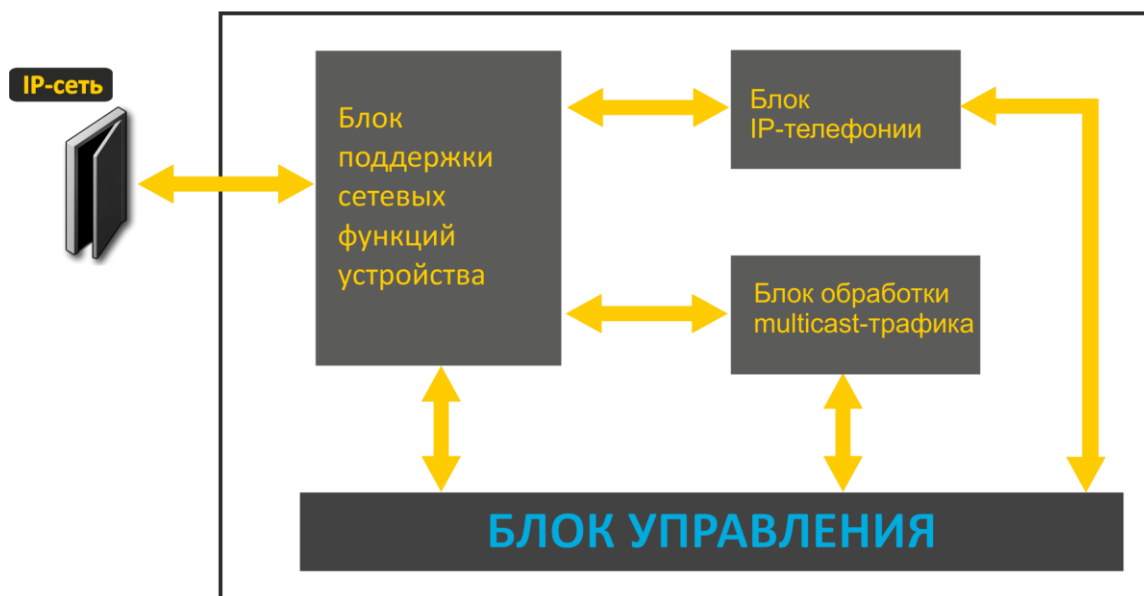 IP-сеть
Блок
поддержки
сетевых
функций
устройства
Блок
IP-телефонии
Блок обработки
multicast-трафика
БЛОК УПРАВЛЕНИЯ